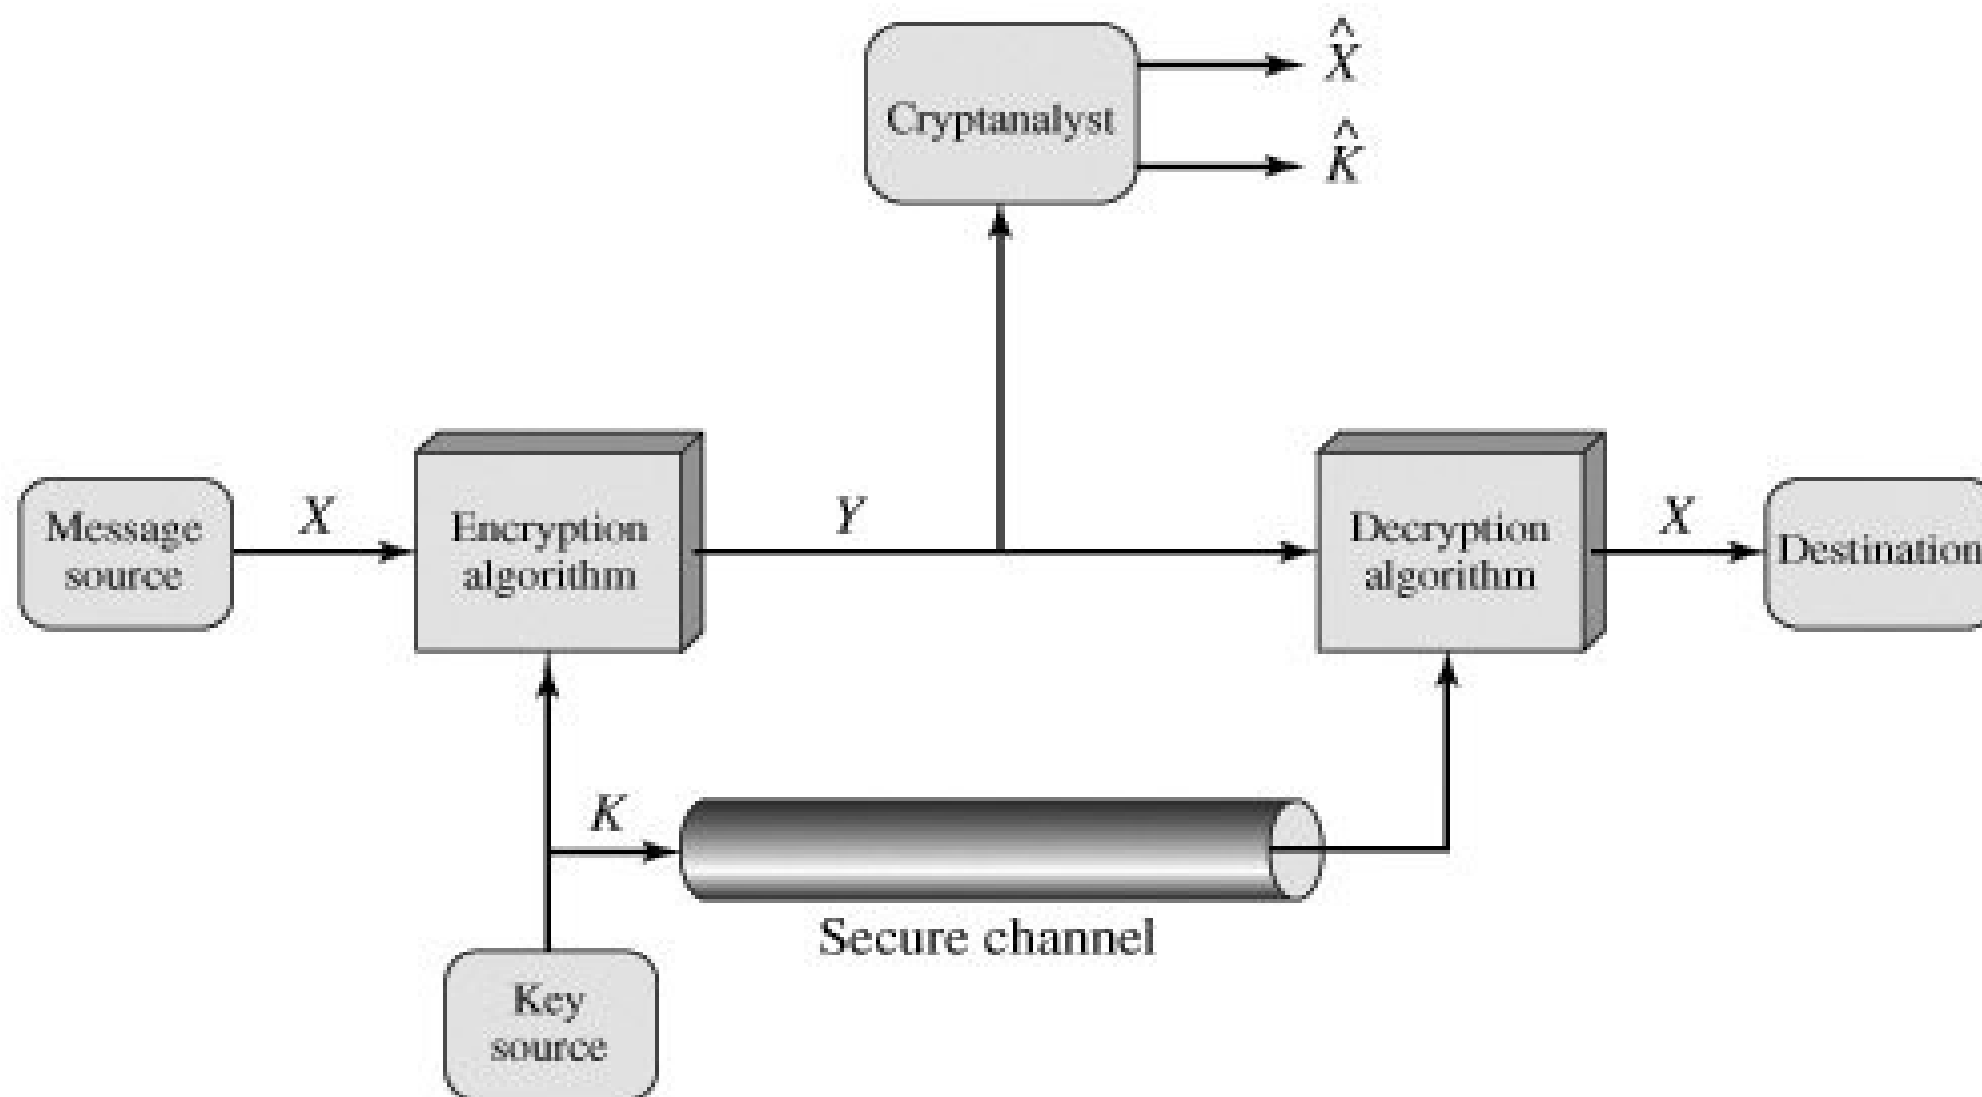 X̂
Cryptanalyst
K̂
Message
source
X
Encryption
algorithm
Y
Decryption
algorithm
X
Destination
K
Secure channel
Key
source